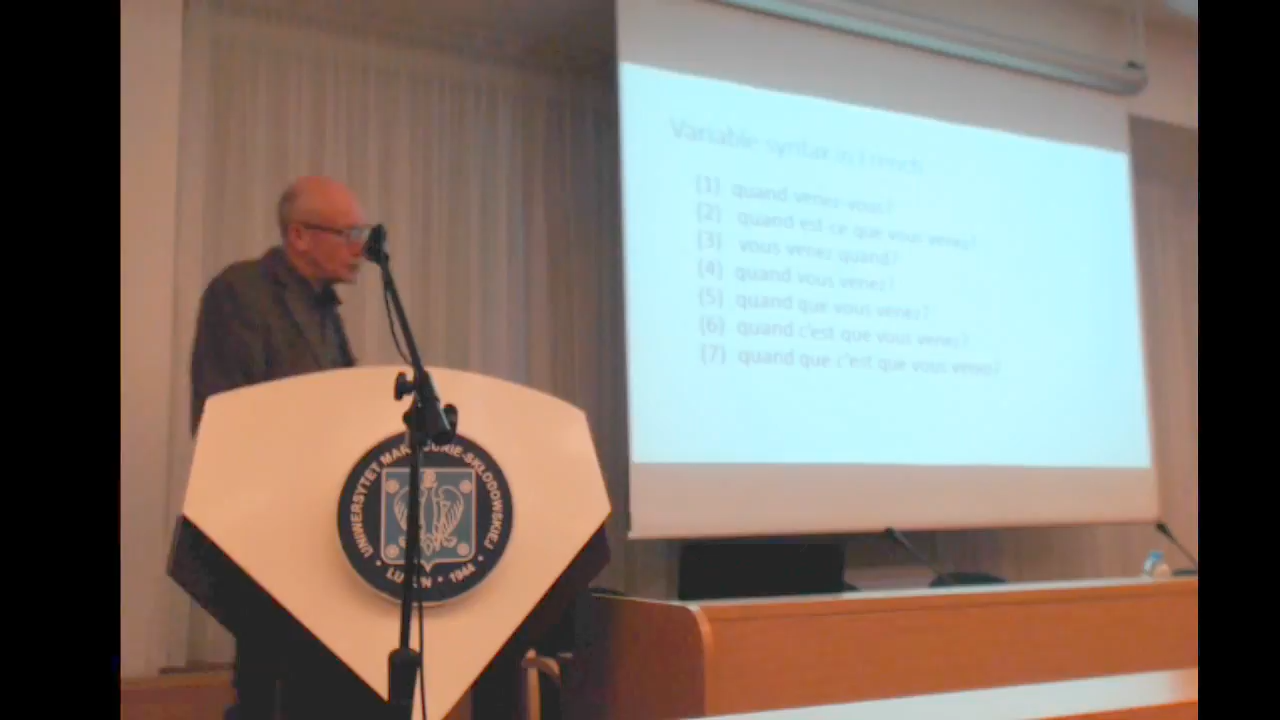 Variable syntax in French
(1) quand venez-vous?
(2) quand est-ce que vous venez?
(3) vous venez quand?
(4) quand vous venez?
(5) quand que vous venez?
(6) quand c'est que vous venez?
(7) quand que c'est que vous venez?
UNIWERSYTET MARII CURIE-SKŁODOWSKIEJ
LUBLIN • 1944